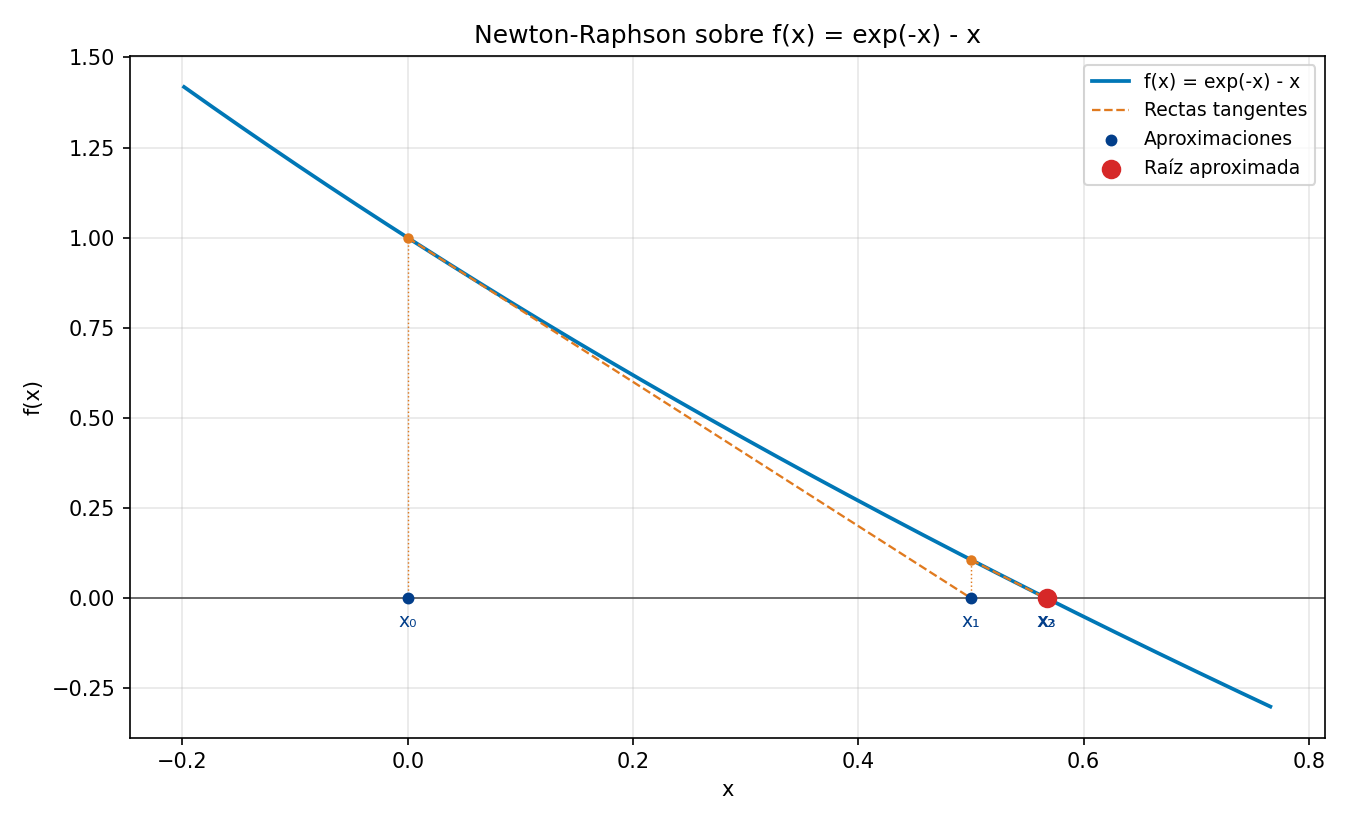 Newton-Raphson sobre f(x) = exp(-x) - x
f(x) = exp(-x) - x
Rectas tangentes
Aproximaciones
Raíz aproximada
1.50
1.25
1.00
0.75
0.50
0.25
0.00
−0.25
f(x)
x₀
x₁
−0.2
0.0
0.2
0.4
0.6
0.8
x